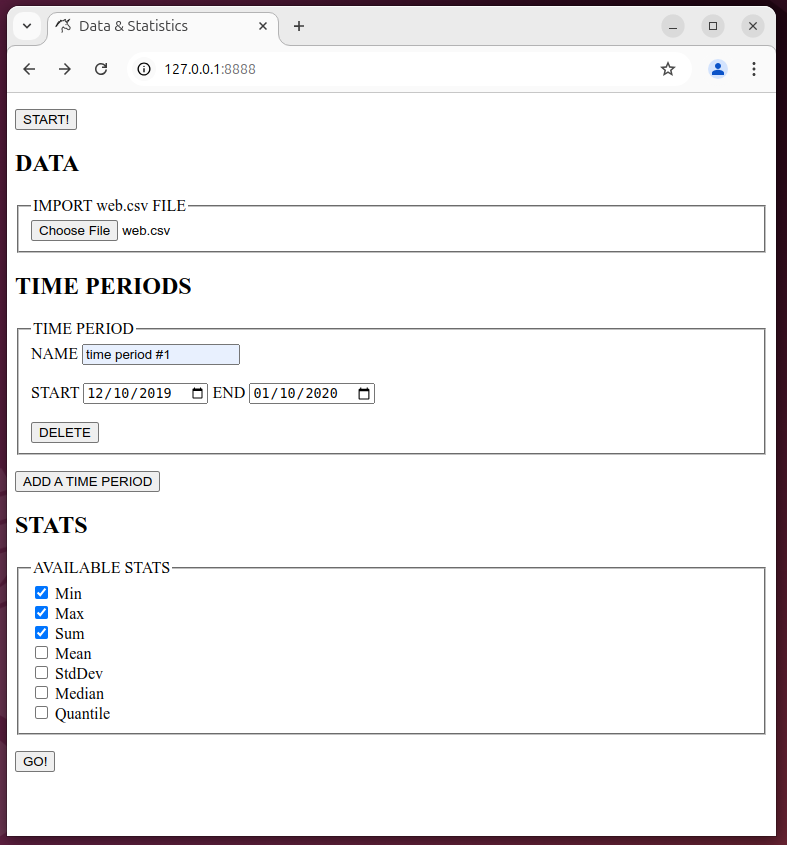 Data & Statistics
127.0.0.1:8888
START!
DATA
IMPORT web.csv FILE
Choose File web.csv
TIME PERIODS
TIME PERIOD
NAME time period #1
START 12/10/2019 END 01/10/2020
DELETE
ADD A TIME PERIOD
STATS
AVAILABLE STATS
Min
Max
Sum
Mean
StdDev
Median
Quantile
GO!